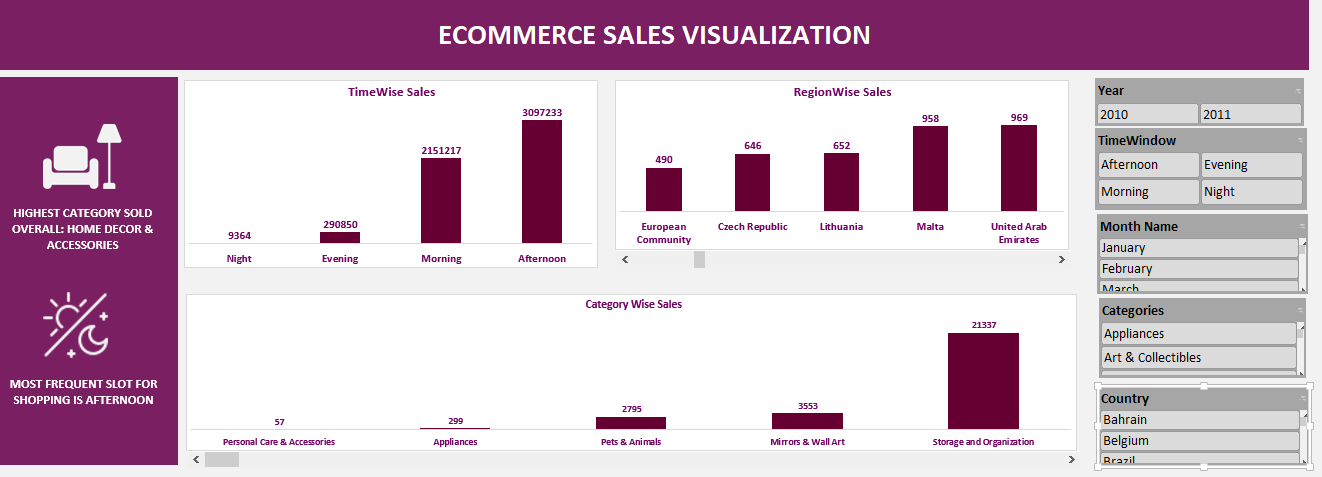 ECOMMERCE SALES VISUALIZATION
HIGHEST CATEGORY SOLD
OVERALL: HOME DECOR &
ACCESSORIES
MOST FREQUENT SLOT FOR
SHOPPING IS AFTERNOON
TimeWise Sales
9364
290850
2151217
3097233
Night
Evening
Morning
Afternoon
RegionWise Sales
490
646
652
958
969
European
Community
Czech Republic
Lithuania
Malta
United Arab
Emirates
Category Wise Sales
57
299
2795
3553
21337
Personal Care & Accessories
Appliances
Pets & Animals
Mirrors & Wall Art
Storage and Organization
Year
2010
2011
TimeWindow
Afternoon
Evening
Morning
Night
Month Name
January
February
March
Categories
Appliances
Art & Collectibles
Country
Bahrain
Belgium
Brazil